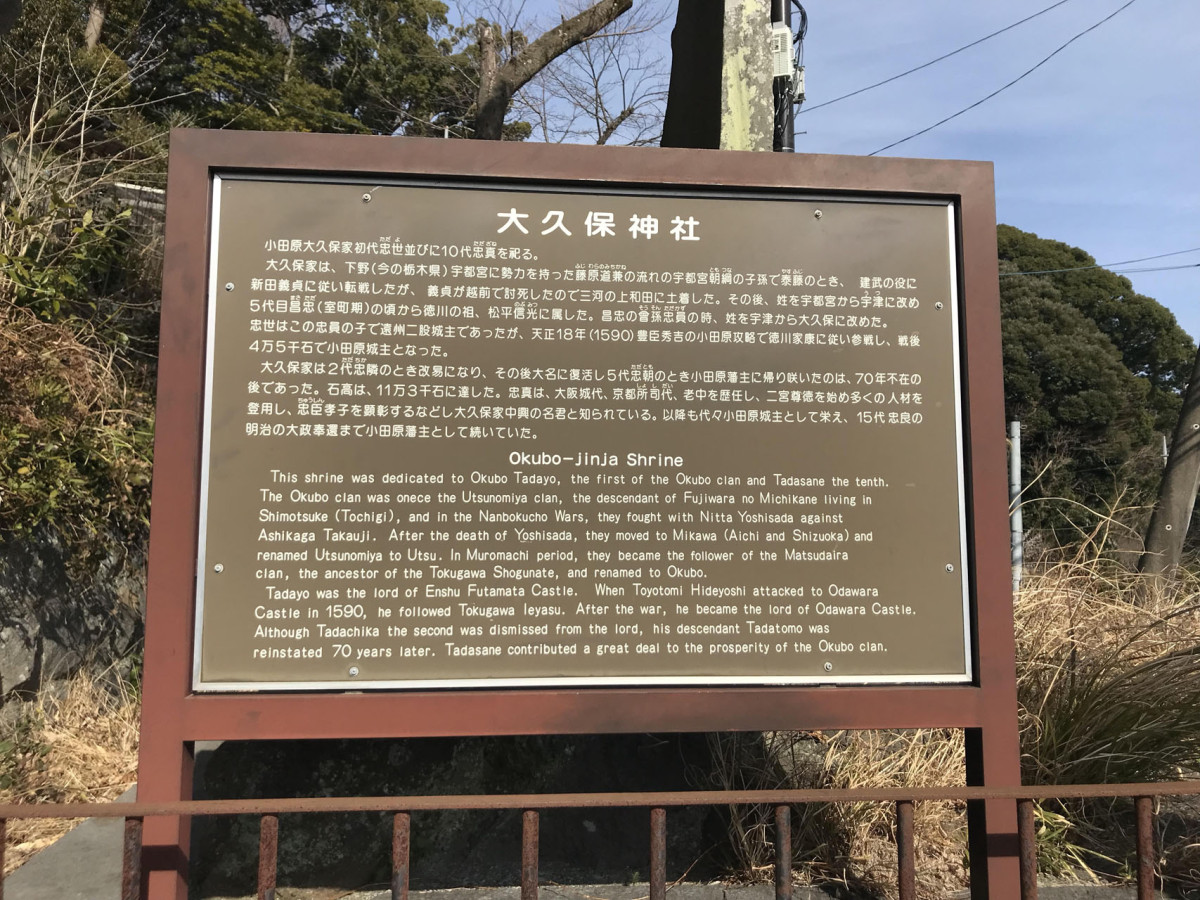 大久保神社
小田原大久保家初代忠世並びに10代忠真を祀る。
大久保家は、下野(今の栃木県)宇都宮に勢力を持った藤原道兼の流れの宇都宮朝綱の子孫で泰藤のとき、 建武の役に
新田義貞に従い転戦したが、 義貞が越前で討死したので三河の上和田に土着した。その後、姓を宇都宮から宇津に改め
5代目昌忠(室町期)の頃から徳川の祖、松平信光に属した。昌忠の曾孫忠員の時、姓を宇津から大久保に改めた。
忠世はこの忠員の子で遠州二設城主であったが、天正18年(1590)豊臣秀吉の小田原攻略で徳川家康に従い参戦し、戦後
4万5千石で小田原城主となった。
大久保家は2代忠隣のとき改易になり、その後大名に復活し5代忠朝のとき小田原藩主に帰り咲いたのは、70年不在の
後であった。石高は、11万3千石に達した。忠真は、大阪城代、京都所司代、老中を歴任し、二宮尊徳を始め多くの人材を
登用し、忠臣孝子を顕彰するなどし大久保家中興の名君と知られている。以降も代々小田原城主として栄え、15代忠良の
明治の大政奉還まで小田原藩主として続いていた。
Okubo-jinja Shrine
This shrine was dedicated to Okubo Tadayo, the first of the Okubo clan and Tadasane the tenth.
The Okubo clan was onece the Utsunomiya clan, the descendant of Fujiwara no Michikane living in
Shimotsuke (Tochigi), and in the Nanbokucho Wars, they fought with Nitta Yoshisada against
Ashikaga Takauji. After the death of Yoshisada, they moved to Mikawa (Aichi and Shizuoka) and
renamed Utsunomiya to Utsu. In Muromachi period, they became the follower of the Matsudaira
clan, the ancestor of the Tokugawa Shogunate, and renamed to Okubo.
Tadayo was the lord of Enshu Futamata Castle. When Toyotomi Hideyoshi attacked to Odawara
Castle in 1590, he followed Tokugawa Ieyasu. After the war, he became the lord of Odawara Castle.
Although Tadachika the second was dismissed from the lord, his descendant Tadatomo was
reinstated 70 years later. Tadasane contributed a great deal to the prosperity of the Okubo clan.